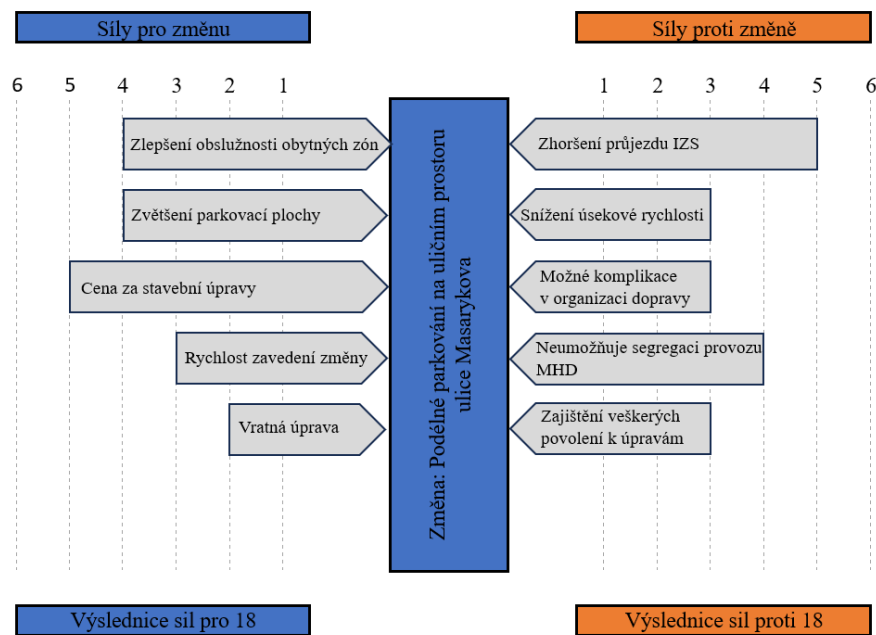 Síly pro změnu
Síly proti změně
6 5 4 3 2 1
1 2 3 4 5 6
Zlepšení obslužnosti obytných zón
Zvětšení parkovací plochy
Cena za stavební úpravy
Rychlost zavedení změny
Vratná úprava
Změna: Podélné parkování na uličním prostoru
ulice Masarykova
Zhoršení průjezdu IZS
Snížení úsekové rychlosti
Možné komplikace
v organizaci dopravy
Neumožňuje segregaci provozu
MHD
Zajištění veškerých
povolení k úpravám
Výslednice sil pro 18
Výslednice sil proti 18